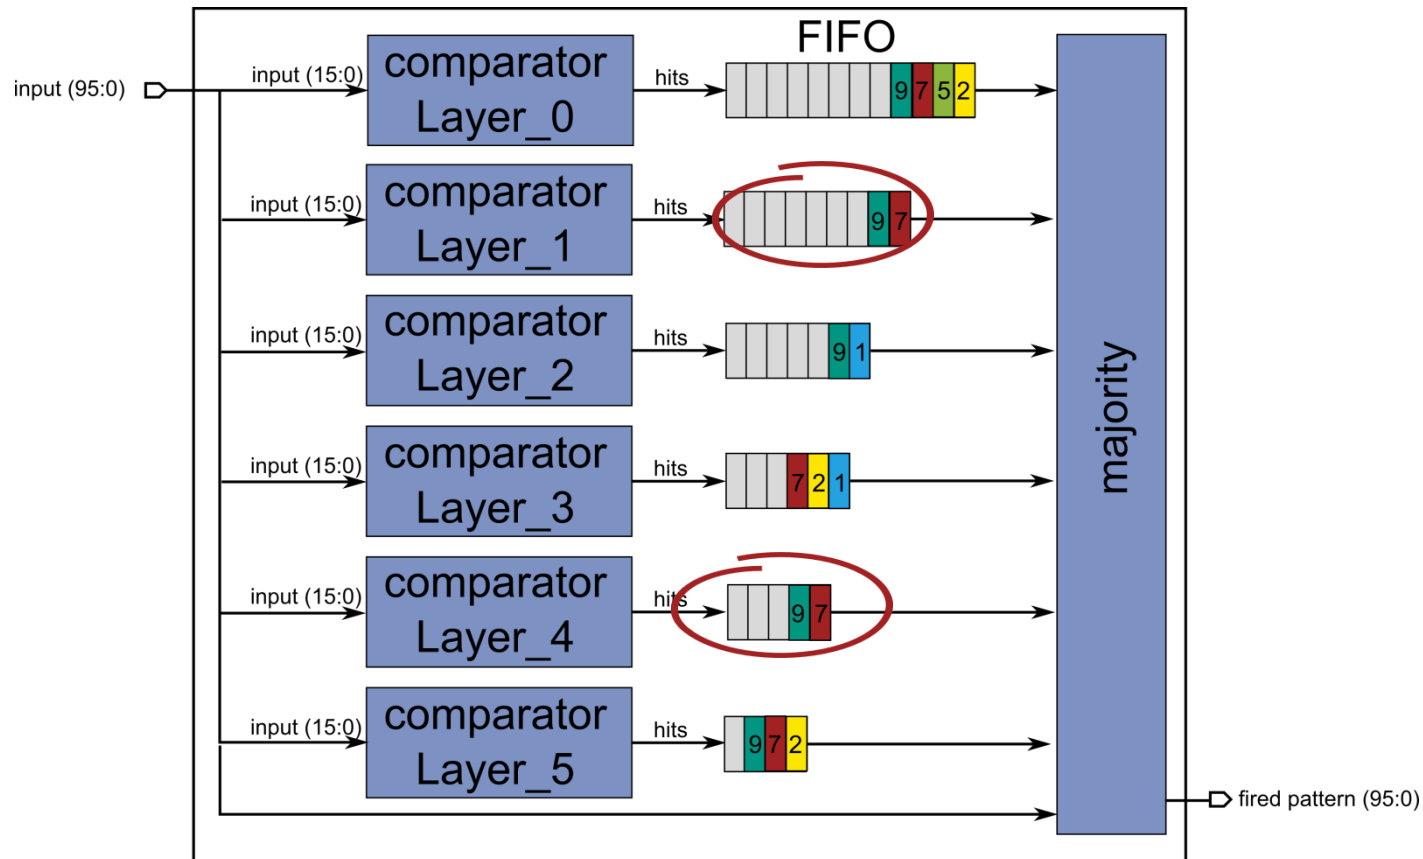 FIFO
input (95:0)
input (15:0)
comparator
Layer_0
hits
9 7 5 2
input (15:0)
comparator
Layer_1
hits
9 7
input (15:0)
comparator
Layer_2
hits
9 1
input (15:0)
comparator
Layer_3
hits
7 2 1
input (15:0)
comparator
Layer_4
hits
9 7
input (15:0)
comparator
Layer_5
hits
9 7 2
majority
fired pattern (95:0)